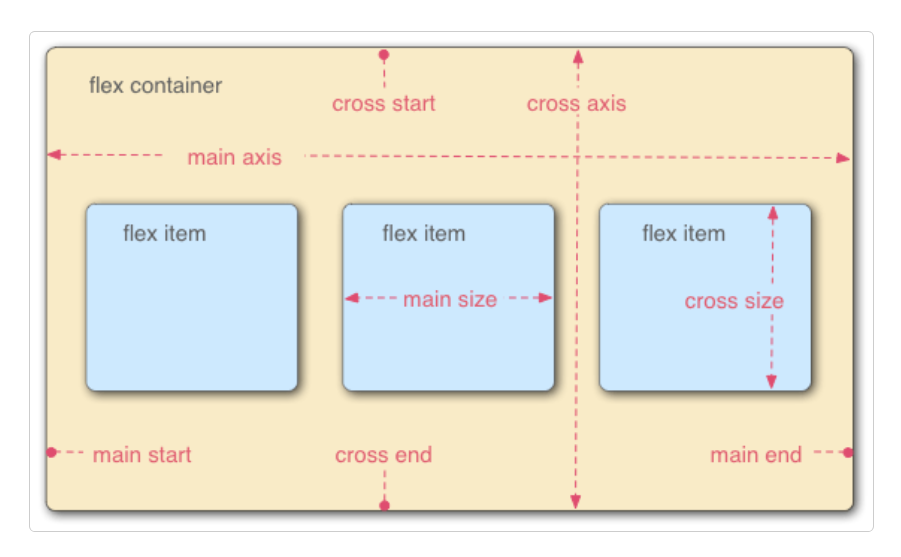 flex container
cross start
cross axis
main axis
flex item
flex item
flex item
main size
cross size
main start
cross end
main end